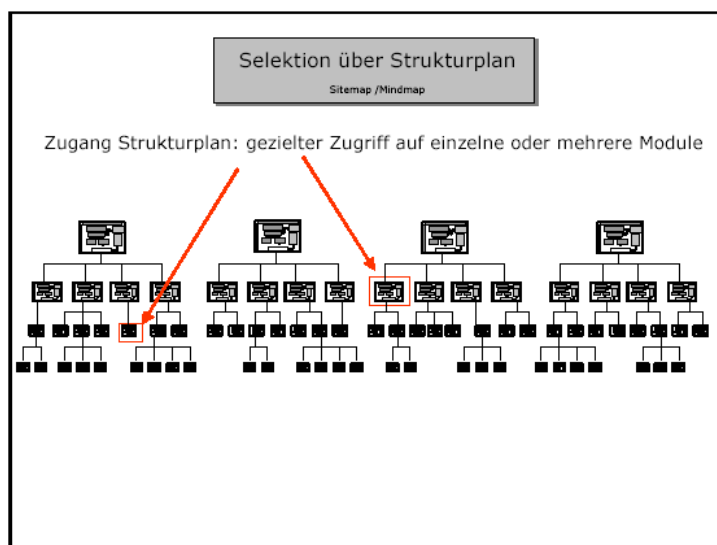 Selektion über Strukturplan
Sitemap /Mindmap
Zugang Strukturplan: gezielter Zugriff auf einzelne oder mehrere Module